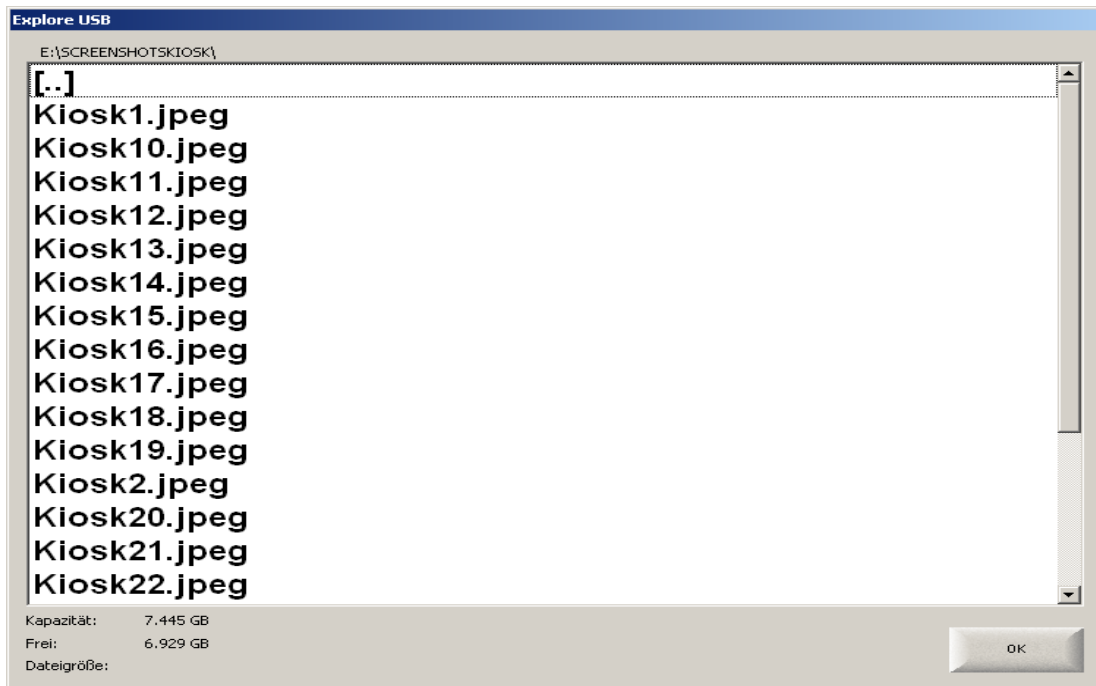 Explore USB
E:\SCREENSHOTSKIOSK\
[..]
Kiosk1.jpeg
Kiosk10.jpeg
Kiosk11.jpeg
Kiosk12.jpeg
Kiosk13.jpeg
Kiosk14.jpeg
Kiosk15.jpeg
Kiosk16.jpeg
Kiosk17.jpeg
Kiosk18.jpeg
Kiosk19.jpeg
Kiosk2.jpeg
Kiosk20.jpeg
Kiosk21.jpeg
Kiosk22.jpeg
Kapazität: 7.445 GB
Frei: 6.929 GB
Dateigröße:
OK